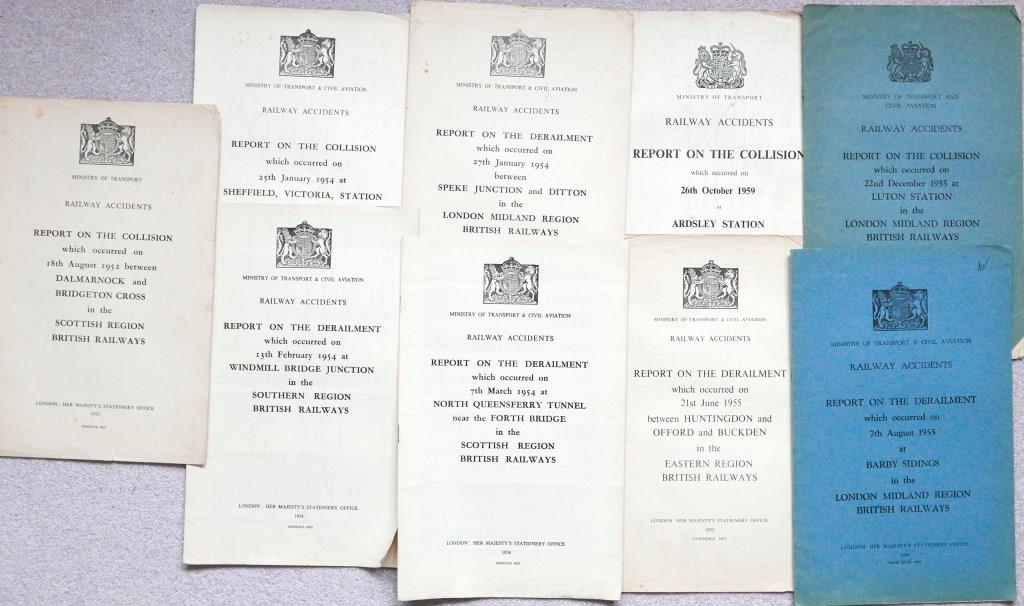 MINISTRY OF TRANSPORT
RAILWAY ACCIDENTS
REPORT ON THE COLLISION
which occurred on
18th August 1952 between
DALMARNOCK and
BRIDGETON CROSS
in the
SCOTTISH REGION
BRITISH RAILWAYS
LONDON : HER MAJESTY'S STATIONERY OFFICE
MINISTRY OF TRANSPORT & CIVIL AVIATION
RAILWAY ACCIDENTS
REPORT ON THE COLLISION
which occurred on
25th January 1954 at
SHEFFIELD, VICTORIA, STATION
MINISTRY OF TRANSPORT & CIVIL AVIATION
RAILWAY ACCIDENTS
REPORT ON THE DERAILMENT
which occurred on
13th February 1954 at
WINDMILL BRIDGE JUNCTION
in the
SOUTHERN REGION
BRITISH RAILWAYS
LONDON : HER MAJESTY'S STATIONERY OFFICE
1954
MINISTRY OF TRANSPORT & CIVIL AVIATION
RAILWAY ACCIDENTS
REPORT ON THE DERAILMENT
which occurred on
27th January 1954
between
SPEKE JUNCTION and DITTON
in the
LONDON MIDLAND REGION
BRITISH RAILWAYS
MINISTRY OF TRANSPORT & CIVIL AVIATION
RAILWAY ACCIDENTS
REPORT ON THE DERAILMENT
which occurred on
7th March 1954 at
NORTH QUEENSFERRY TUNNEL
near the FORTH BRIDGE
in the
SCOTTISH REGION
BRITISH RAILWAYS
LONDON : HER MAJESTY'S STATIONERY OFFICE
1954
MINISTRY OF TRANSPORT
RAILWAY ACCIDENTS
REPORT ON THE COLLISION
which occurred on
26th October 1959
at
ARDSLEY STATION
MINISTRY OF TRANSPORT & CIVIL AVIATION
RAILWAY ACCIDENTS
REPORT ON THE DERAILMENT
which occurred on
21st June 1955
between HUNTINGDON and
OFFORD and BUCKDEN
in the
EASTERN REGION
BRITISH RAILWAYS
LONDON : HER MAJESTY'S STATIONERY OFFICE
MINISTRY OF TRANSPORT AND
CIVIL AVIATION
RAILWAY ACCIDENTS
REPORT ON THE COLLISION
which occurred on
22nd December 1955 at
LUTON STATION
in the
LONDON MIDLAND REGION
BRITISH RAILWAYS
MINISTRY OF TRANSPORT & CIVIL AVIATION
RAILWAY ACCIDENTS
REPORT ON THE DERAILMENT
which occurred on
7th August 1955
at
BARBY SIDINGS
in the
LONDON MIDLAND REGION
BRITISH RAILWAYS
LONDON : HER MAJESTY'S STATIONERY OFFICE